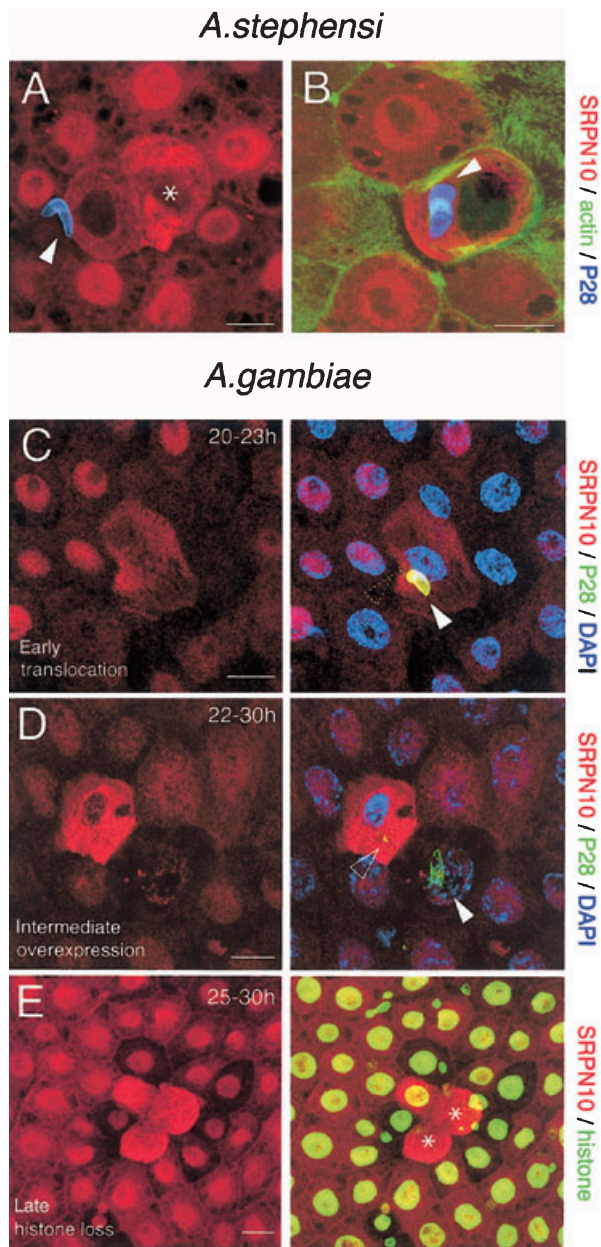 A.stephensi
A
*
B
SRPN10 / actin / P28
A.gambiae
C
20-23h
Early
translocation
SRPN10 / P28 / DAPI
D
22-30h
Intermediate
overexpression
SRPN10 / P28 / DAPI
E
25-30h
Late
histone loss
*
*
SRPN10 / histone